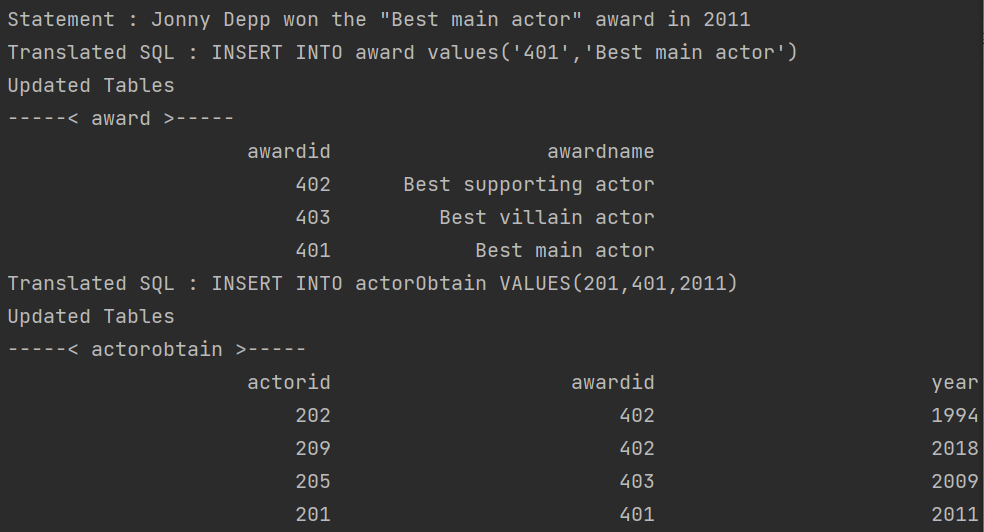 Statement : Jonny Depp won the "Best main actor" award in 2011
Translated SQL : INSERT INTO award values('401','Best main actor')
Updated Tables
-----< award >-----
awardid awardname
402 Best supporting actor
403 Best villain actor
401 Best main actor
Translated SQL : INSERT INTO actorObtain VALUES(201,401,2011)
Updated Tables
-----< actorobtain >-----
actorid awardid year
202 402 1994
209 402 2018
205 403 2009
201 401 2011